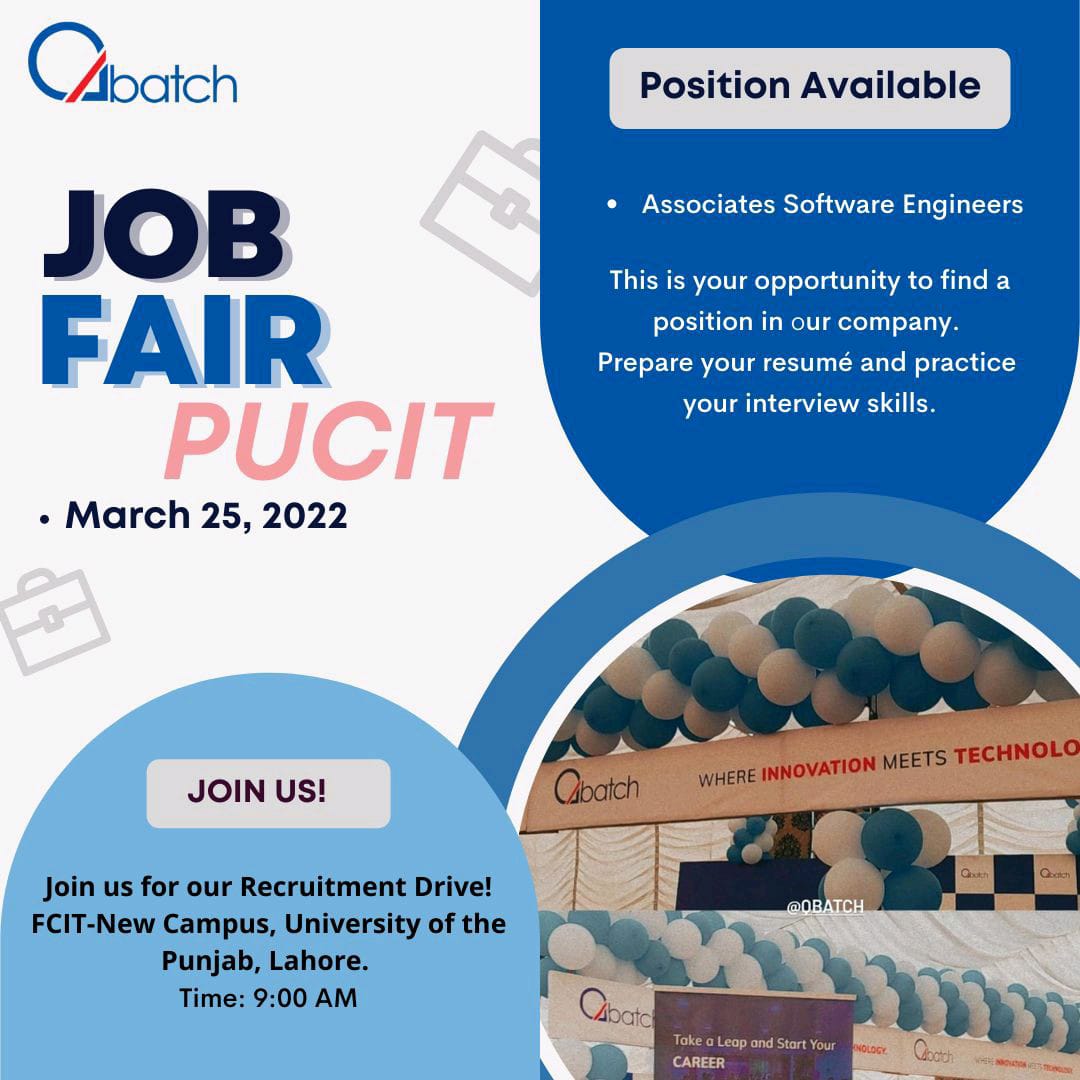 Qbatch
JOB
FAIR
PUCIT
• March 25, 2022
Position Available
• Associates Software Engineers
This is your opportunity to find a
position in our company.
Prepare your resumé and practice
your interview skills.
JOIN US!
Join us for our Recruitment Drive!
FCIT-New Campus, University of the
Punjab, Lahore.
Time: 9:00 AM
Qbatch WHERE INNOVATION MEETS TECHNOLO
Qbatch Qbatch
@QBATCH
Qbatc
Take a Leap and Start Your
CAREER
NOLOGY. Qbatch WHERE INNOVATION MEETS TECHNOLOGY.